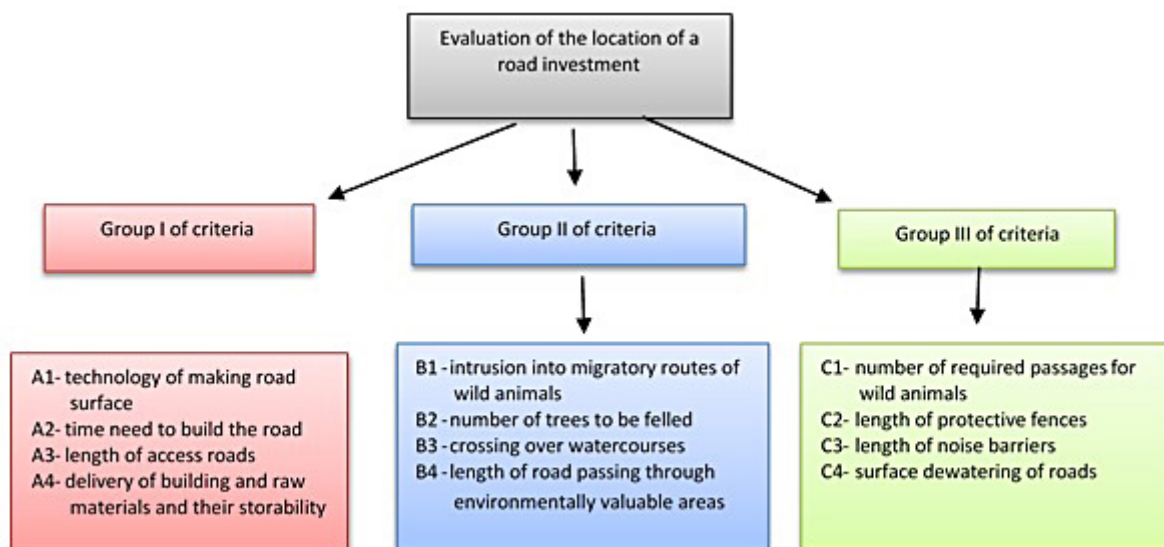 Evaluation of the location of a
road investment
Group I of criteria
Group II of criteria
Group III of criteria
A1- technology of making road
surface
A2- time need to build the road
A3- length of access roads
A4- delivery of building and raw
materials and their storability
B1 - intrusion into migratory routes of
wild animals
B2 - number of trees to be felled
B3 - crossing over watercourses
B4 - length of road passing through
environmentally valuable areas
C1- number of required passages for
wild animals
C2- length of protective fences
C3- length of noise barriers
C4- surface dewatering of roads